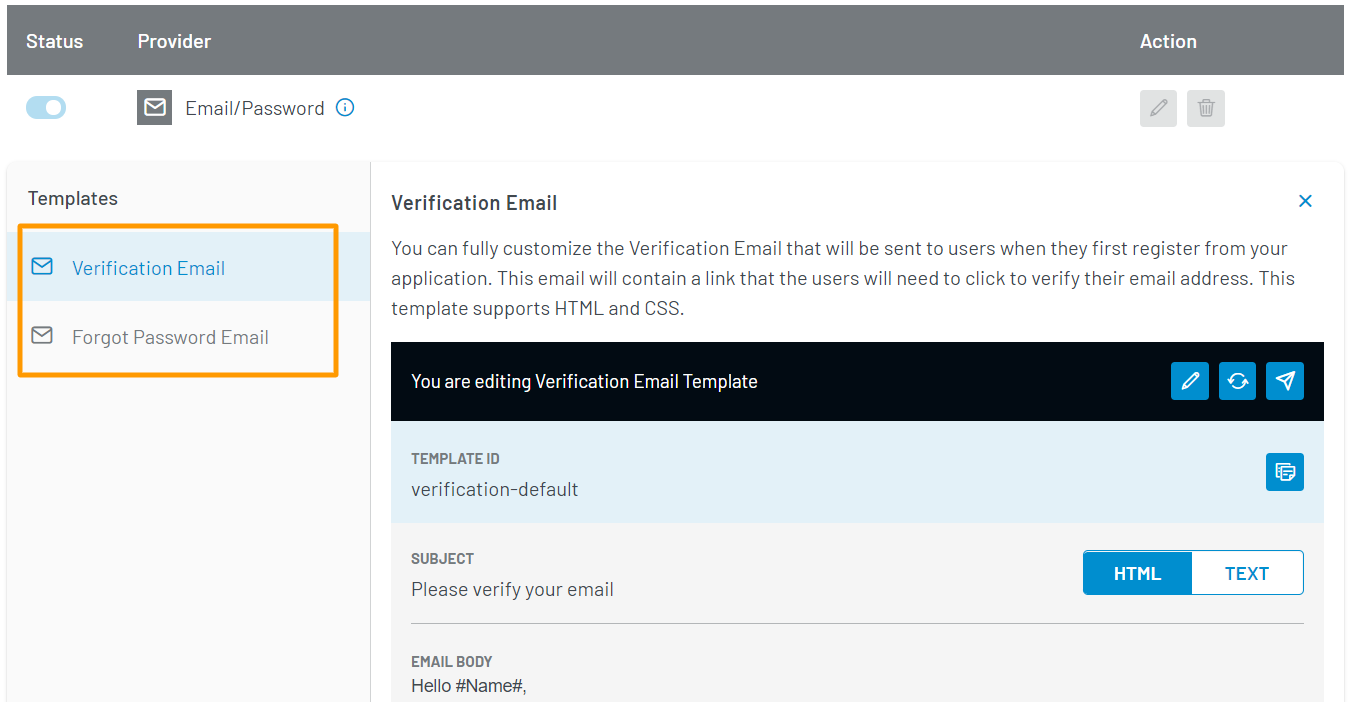 Status Provider Action
Email/Password
Templates
Verification Email
Forgot Password Email
Verification Email
You can fully customize the Verification Email that will be sent to users when they first register from your
application. This email will contain a link that the users will need to click to verify their email address. This
template supports HTML and CSS.
You are editing Verification Email Template
TEMPLATE ID
verification-default
SUBJECT
Please verify your email
HTML TEXT
EMAIL BODY
Hello #Name#,